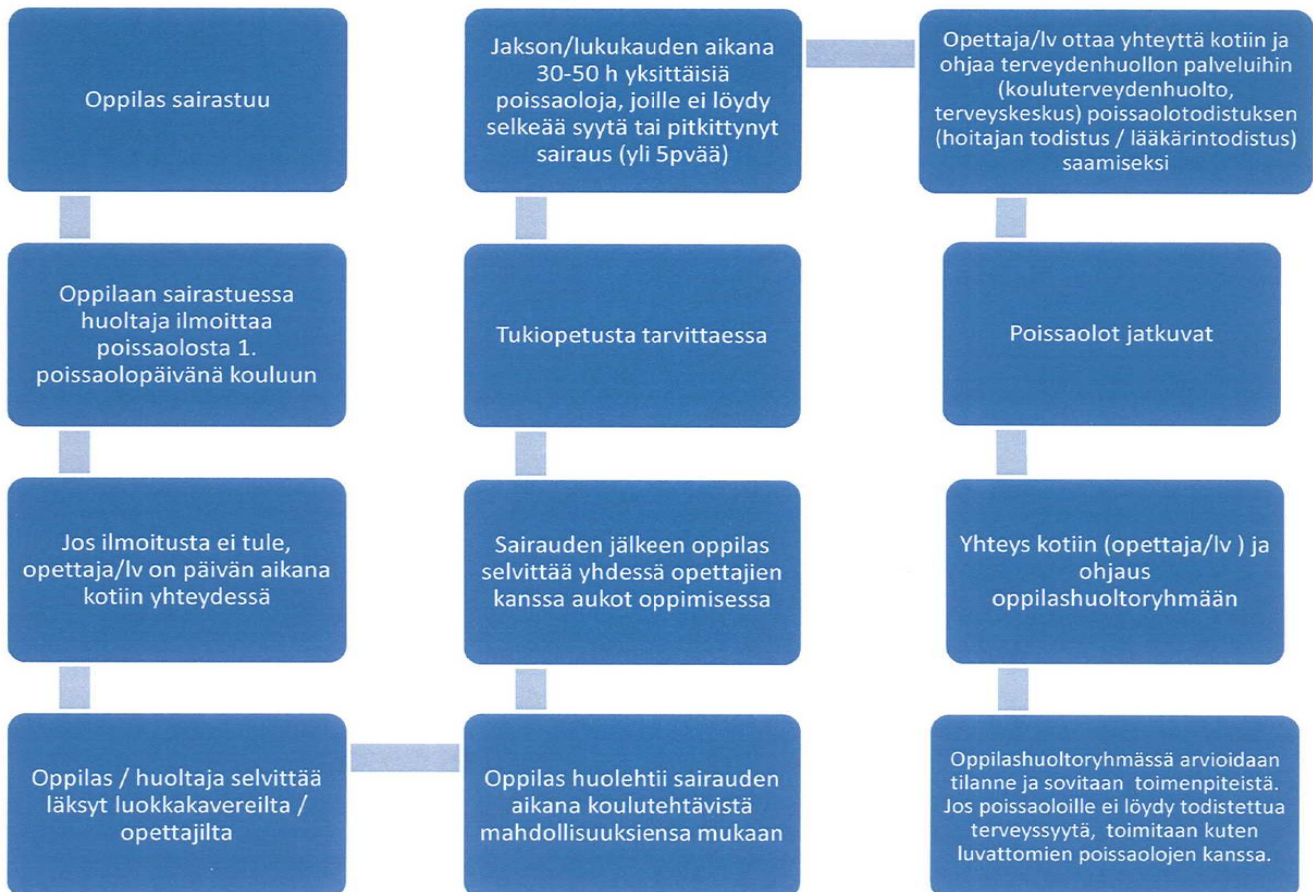 Oppilas sairastuu
Oppilaan sairastuessa
huoltaja ilmoittaa
poissaolosta 1.
poissaolopäivänä kouluun
Jos ilmoitusta ei tule,
opettaja/lv on päivän aikana
kotiin yhteydessä
Oppilas / huoltaja selvittää
läksyt luokkakavereilta /
opettajilta
Oppilas huolehtii sairauden
aikana koulutehtävistä
mahdollisuuksiensa mukaan
Sairauden jälkeen oppilas
selvittää yhdessä opettajien
kanssa aukot oppimisessa
Tukiopetusta tarvittaessa
Jakson/lukukauden aikana
30-50 h yksittäisiä
poissaoloja, joille ei löydy
selkeää syytä tai pitkittynyt
sairaus (yli 5pvää)
Opettaja/lv ottaa yhteyttä kotiin ja
ohjaa terveydenhuollon palveluihin
(kouluterveydenhuolto,
terveyskeskus) poissaolotodistuksen
(hoitajan todistus / lääkärintodistus)
saamiseksi
Poissaolot jatkuvat
Yhteys kotiin (opettaja/lv ) ja
ohjaus
oppilashuoltoryhmään
Oppilashuoltoryhmässä arvioidaan
tilanne ja sovitaan toimenpiteistä.
Jos poissaoloille ei löydy todistettua
terveyssyytä, toimitaan kuten
luvattomien poissaolojen kanssa.